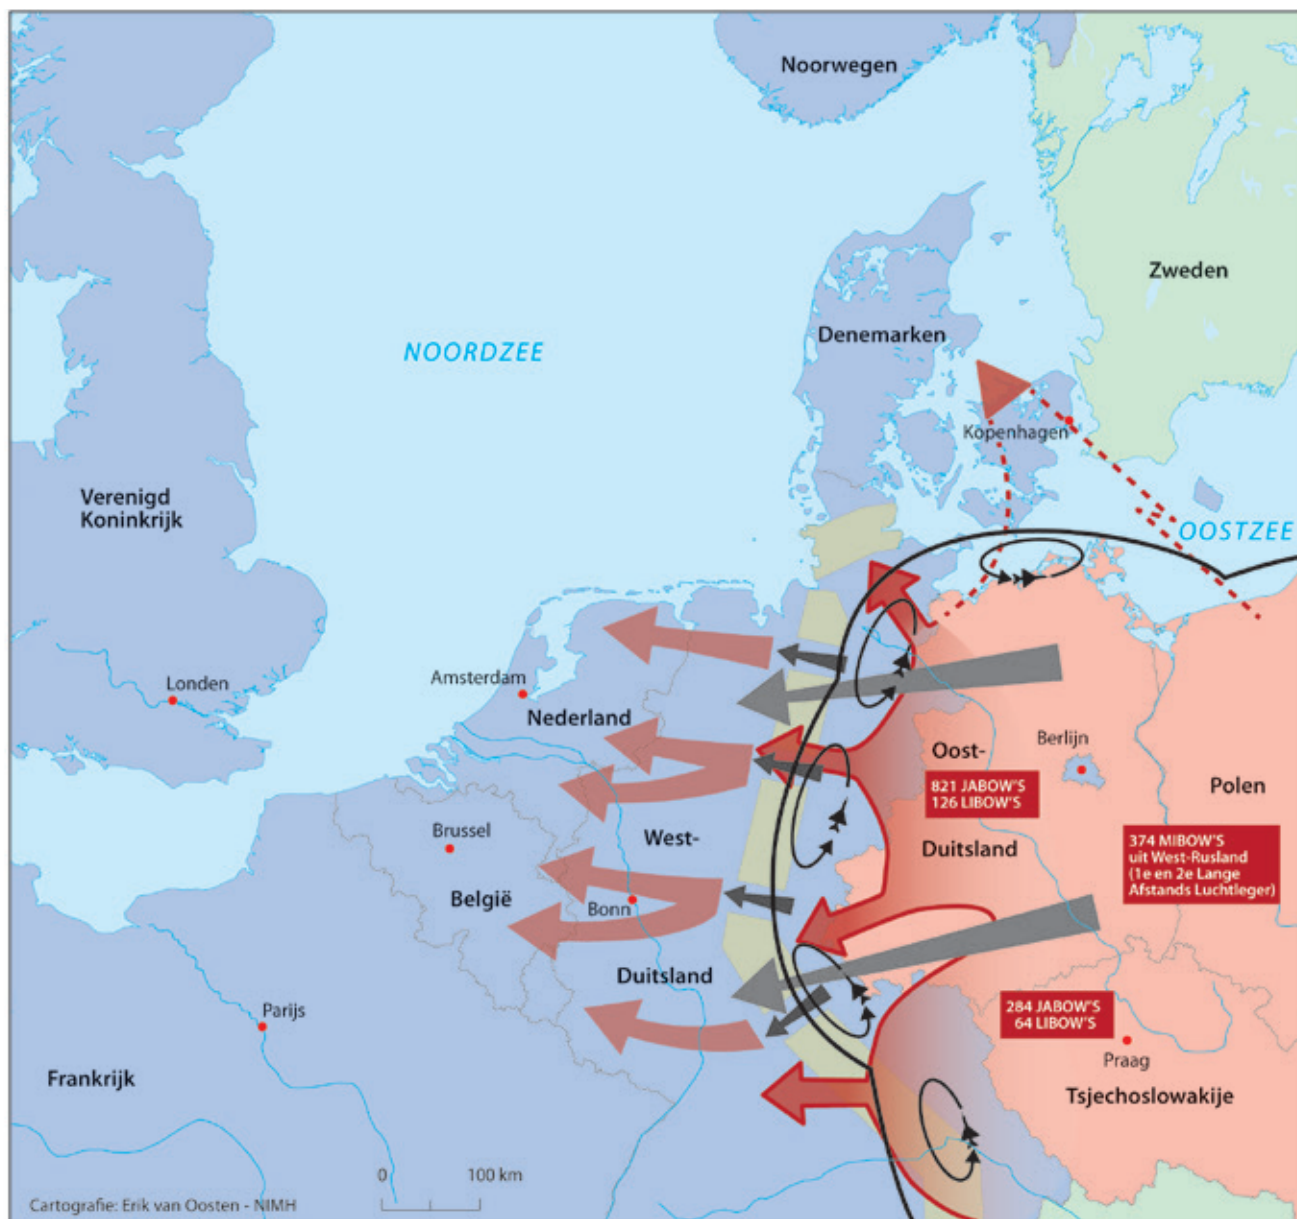 Noorwegen
Zweden
Denemarken
NOORDZEE
Kopenhagen
Verenigd
Koninkrijk
OOSTZEE
Londen
Amsterdam
Nederland
Oost-
Berlijn
821 JABOW'S
126 LIBOW'S
Polen
Brussel
West-
Duitsland
374 MIBOW'S
uit West-Rusland
(1e en 2e Lange
Afstands Luchtleger)
België
Bonn
Duitsland
Parijs
284 JABOW'S
64 LIBOW'S
Praag
Frankrijk
Tsjechoslowakije
0 100 km
Cartografie: Erik van Oosten - NIMH